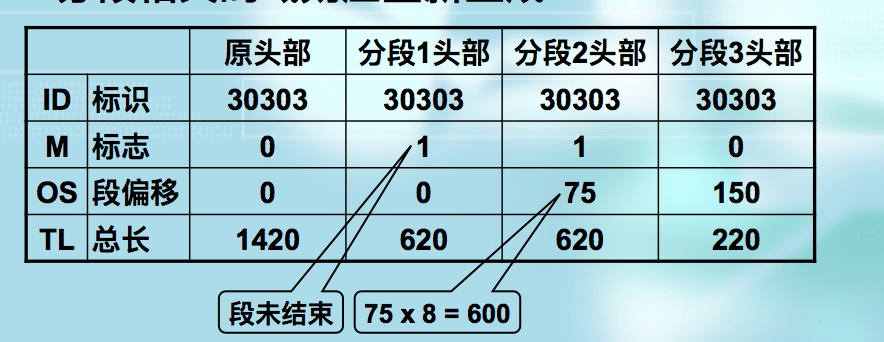 原头部 分段1头部 分段2头部 分段3头部
ID 标识 30303 30303 30303 30303
M 标志 0 1 1 0
OS 段偏移 0 0 75 150
TL 总长 1420 620 620 220
段未结束 75 x 8 = 600